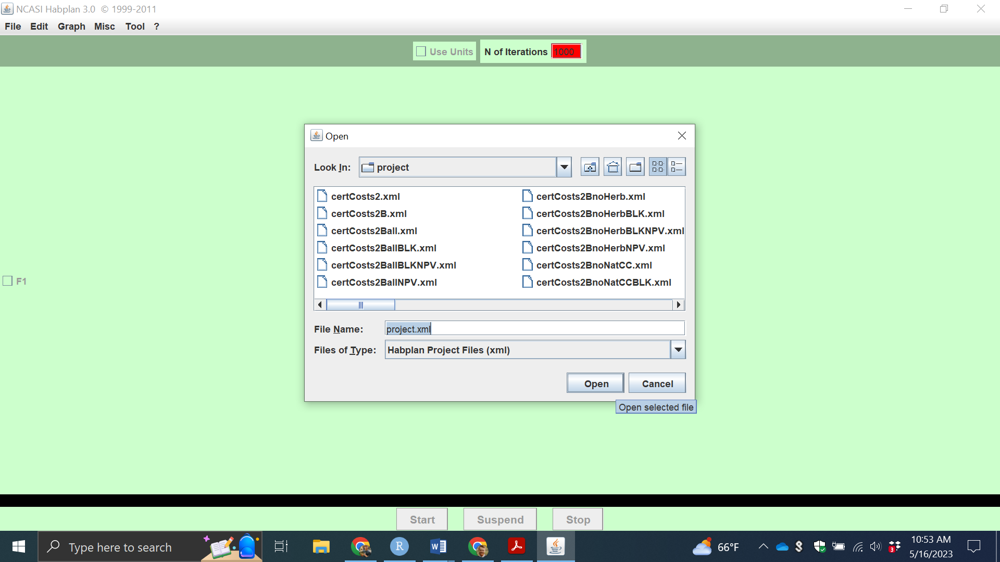 NCASI Habplan 3.0 © 1999-2011
File Edit Graph Misc Tool ?
Use Units N of Iterations 1000
Open
Look In: project
certCosts2.xml
certCosts2B.xml
certCosts2Ball.xml
certCosts2BallBLK.xml
certCosts2BallBLKNPV.xml
certCosts2BallNPV.xml
certCosts2BnoHerb.xml
certCosts2BnoHerbBLK.xml
certCosts2BnoHerbBLKNPV.xml
certCosts2BnoHerbNPV.xml
certCosts2BnoNatCC.xml
certCosts2BnoNatCCBLK.xml
F1
File Name: project.xml
Files of Type: Habplan Project Files (xml)
Open Cancel
Open selected file
Start Suspend Stop
Type here to search
R
W
66°F
S
3
10:53 AM
5/16/2023